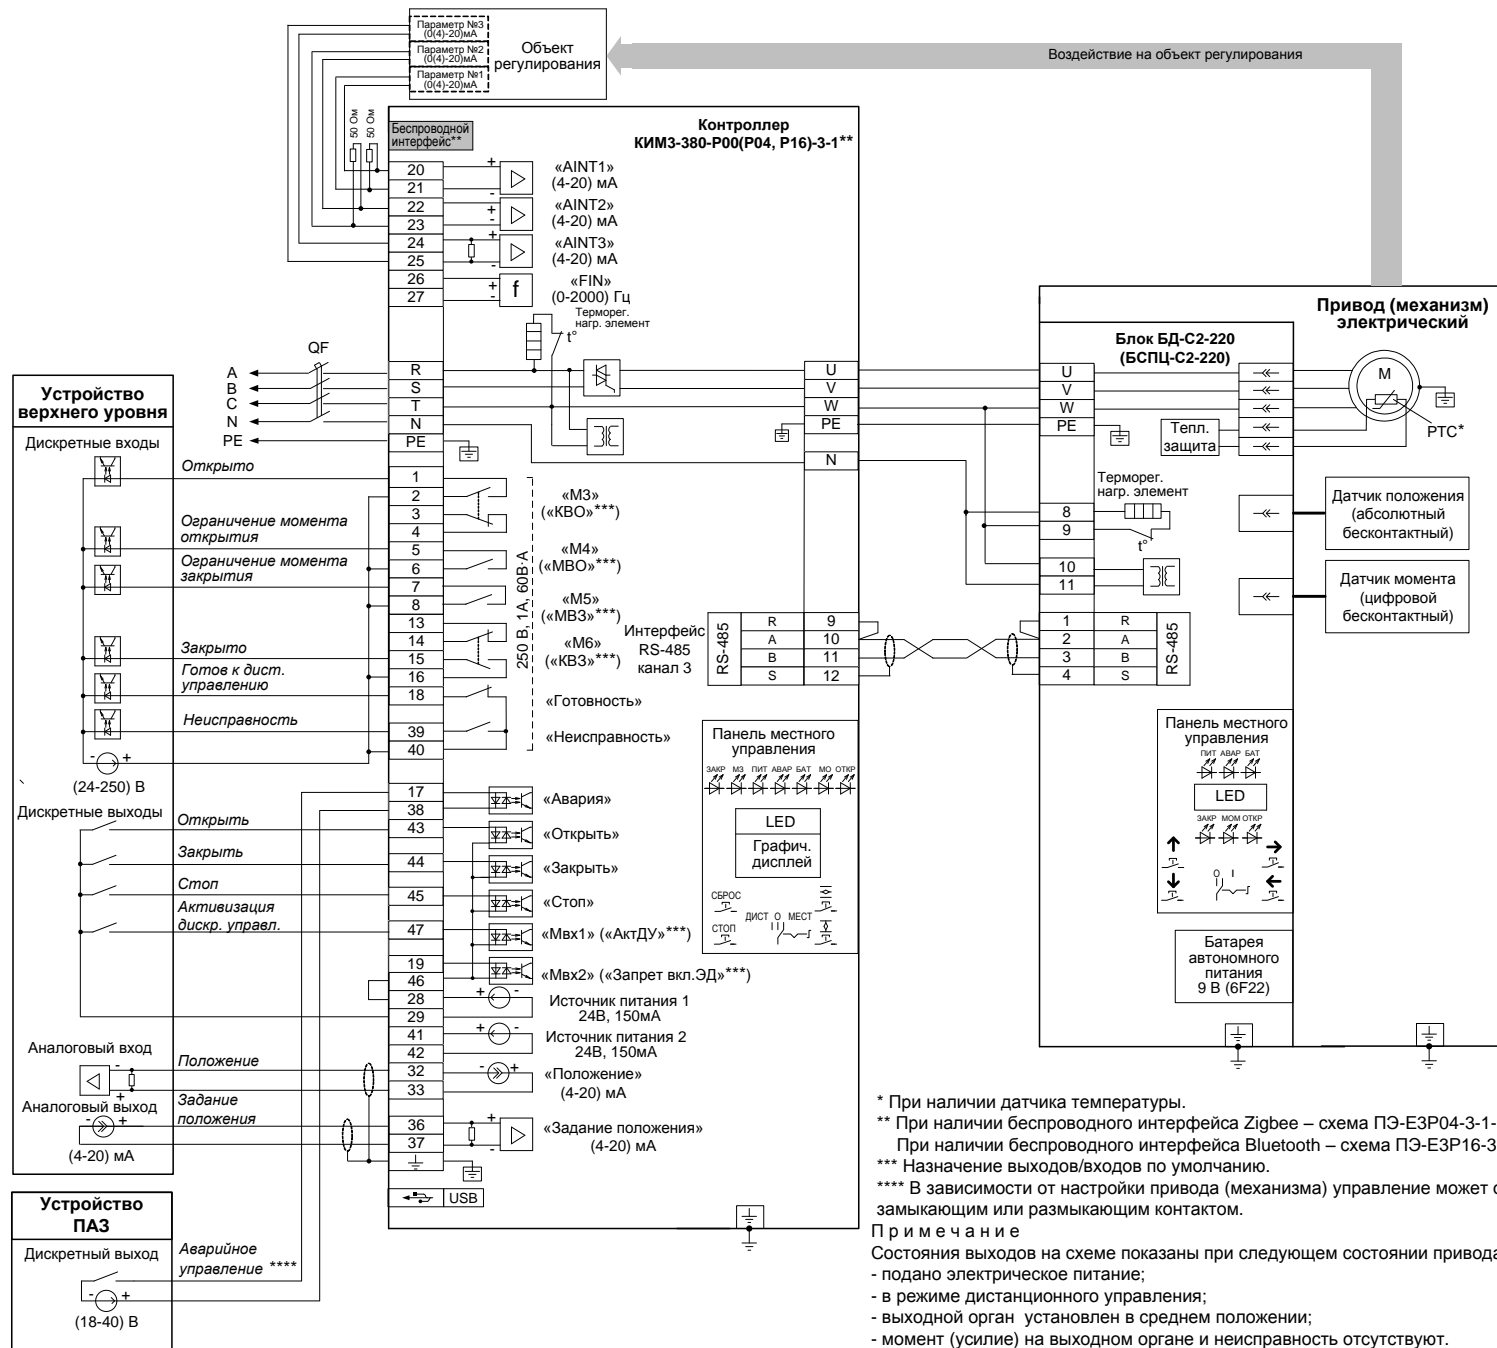 Параметр №3
(0(4)-20)мА
Параметр №2
(0(4)-20)мА
Параметр №1
(0(4)-20)мА
Объект
регулирования
Воздействие на объект регулирования
50 Ом
50 Ом
Беспроводной
интерфейс**
Контроллер
КИМ3-380-Р00(Р04, Р16)-3-1**
20
21
22
23
24
25
26
27
+
-
«AINT1»
(4-20) мА
+
-
«AINT2»
(4-20) мА
+
-
«AINT3»
(4-20) мА
+
-
f
«FIN»
(0-2000) Гц
Терморег.
нагр. элемент
t°
QF
A
B
C
N
PE
R
S
T
N
PE
U
V
W
PE
N
Устройство
верхнего уровня
Дискретные входы
Открыто
Ограничение момента
открытия
Ограничение момента
закрытия
Закрыто
Готов к дист.
управлению
Неисправность
- +
(24-250) В
`
1
2
3
4
5
6
7
8
13
14
15
16
18
39
40
«М3»
(«КВО»***)
«М4»
(«МВО»***)
«М5»
(«МВЗ»***)
«М6»
(«КВЗ»***)
«Готовность»
«Неисправность»
250 В, 1А, 60В·А
Интерфейс
RS-485
канал 3
RS-485
R
A
B
S
9
10
11
12
Дискретные выходы
Открыть
Закрыть
Стоп
Активизация
дискр. управл.
17
38
43
44
45
47
19
46
28
29
41
42
32
33
36
37
«Авария»
«Открыть»
«Закрыть»
«Стоп»
«Мвх1» («АктДУ»***)
«Мвх2» («Запрет вкл.ЭД»***)
+ -
Источник питания 1
24В, 150мА
+ -
Источник питания 2
24В, 150мА
- +
«Положение»
(4-20) мА
+
-
«Задание положения»
(4-20) мА
USB
Аналоговый вход
-
+
Положение
Аналоговый выход
- +
Задание
положения
(4-20) мА
Устройство
ПАЗ
Дискретный выход
Аварийное
управление ****
- +
(18-40) В
Панель местного
управления
ЗАКР МЗ ПИТ АВАР БАТ МО ОТКР
LED
Графич.
дисплей
СБРОС
СТОП
ДИСТ О МЕСТ
Привод (механизм)
электрический
Блок БД-С2-220
(БСПЦ-С2-220)
U
V
W
PE
Тепл.
защита
М
РТС*
Терморег.
нагр. элемент
t°
8
9
10
11
Датчик положения
(абсолютный
бесконтактный)
Датчик момента
(цифровой
бесконтактный)
1
2
3
4
R
A
B
S
RS-485
Панель местного
управления
ПИТ АВАР БАТ
LED
ЗАКР МОМ ОТКР
О I
Батарея
автономного
питания
9 В (6F22)
* При наличии датчика температуры.
** При наличии беспроводного интерфейса Zigbee – схема ПЭ-Е3Р04-3-1-
При наличии беспроводного интерфейса Bluetooth – схема ПЭ-Е3Р16-3
*** Назначение выходов/входов по умолчанию.
**** В зависимости от настройки привода (механизма) управление может о
замыкающим или размыкающим контактом.
П р и м е ч а н и е
Состояния выходов на схеме показаны при следующем состоянии привода
- подано электрическое питание;
- в режиме дистанционного управления;
- выходной орган установлен в среднем положении;
- момент (усилие) на выходном органе и неисправность отсутствуют.